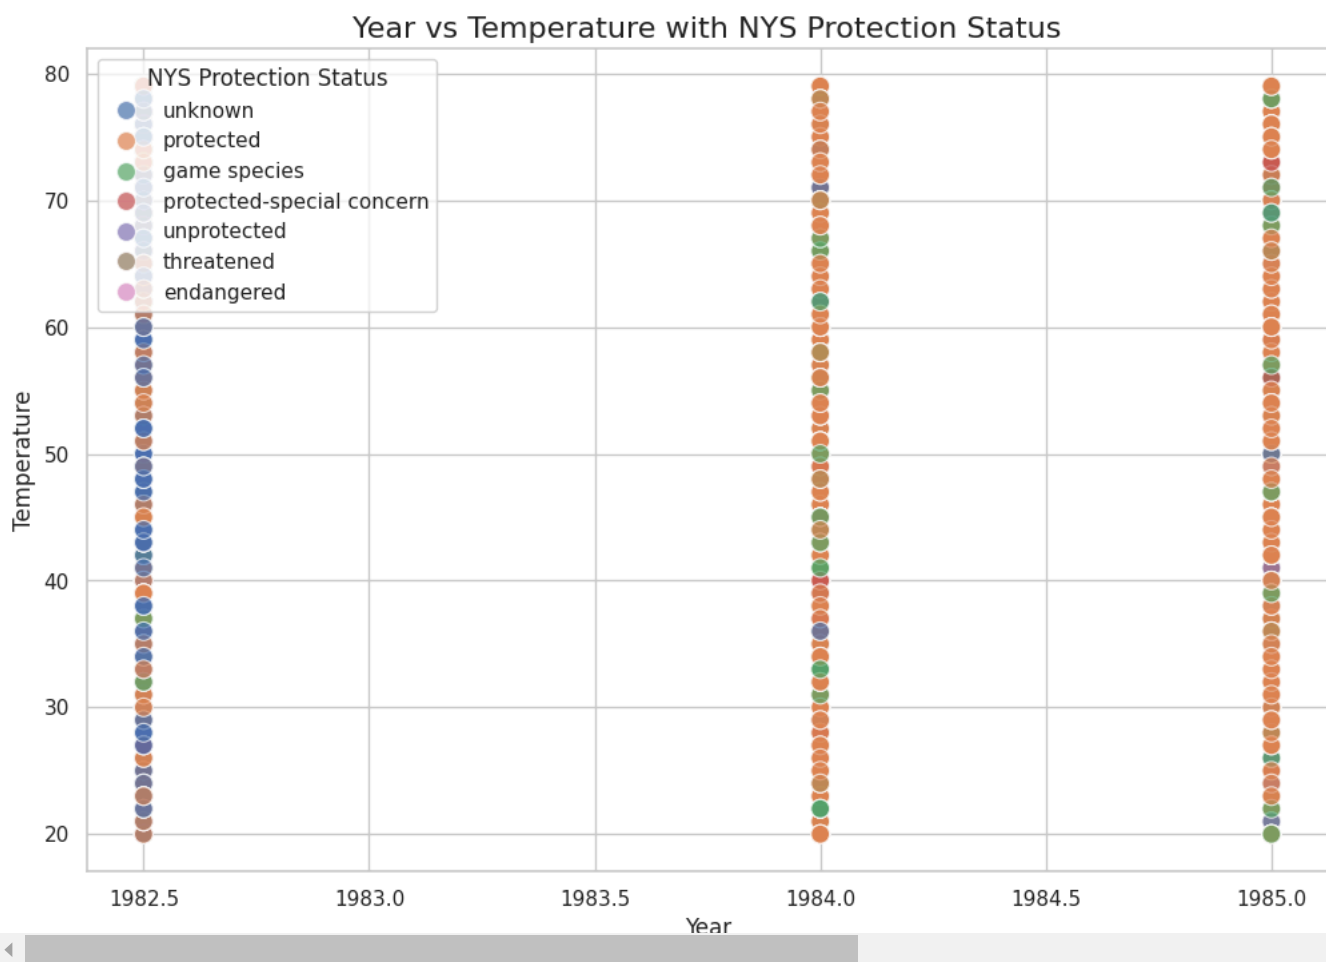 Year vs Temperature with NYS Protection Status
NYS Protection Status
unknown
protected
game species
protected-special concern
unprotected
threatened
endangered
80
70
60
50
40
30
20
Temperature
1982.5 1983.0 1983.5 1984.0 1984.5 1985.0
Year